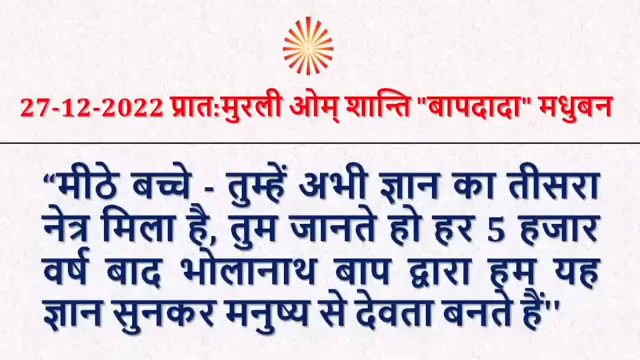 27-12-2022 प्रात:मुरली ओम् शान्ति "बापदादा" मधुबन
“मीठे बच्चे - तुम्हें अभी ज्ञान का तीसरा
नेत्र मिला है, तुम जानते हो हर 5 हजार
वर्ष बाद भोलानाथ बाप द्वारा हम यह
ज्ञान सुनकर मनुष्य से देवता बनते हैं''